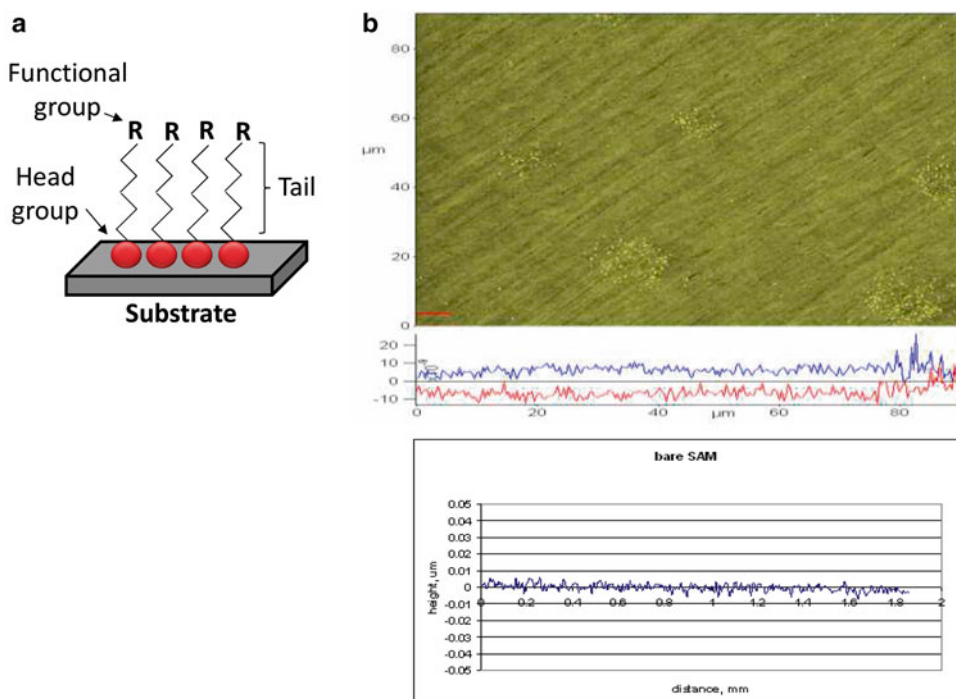 a
Functional
group
R R R R
Head
group
Tail
Substrate
b
80
60
µm
40
20
0
20
10
0
-10
0 20 40 µm 60 80
bare SAM
0.05
0.04
0.03
0.02
0.01
0
-0.01
-0.02
-0.03
-0.04
-0.05
height, um
0 0.2 0.4 0.6 0.8 1 1.2 1.4 1.6 1.8 2
distance, mm